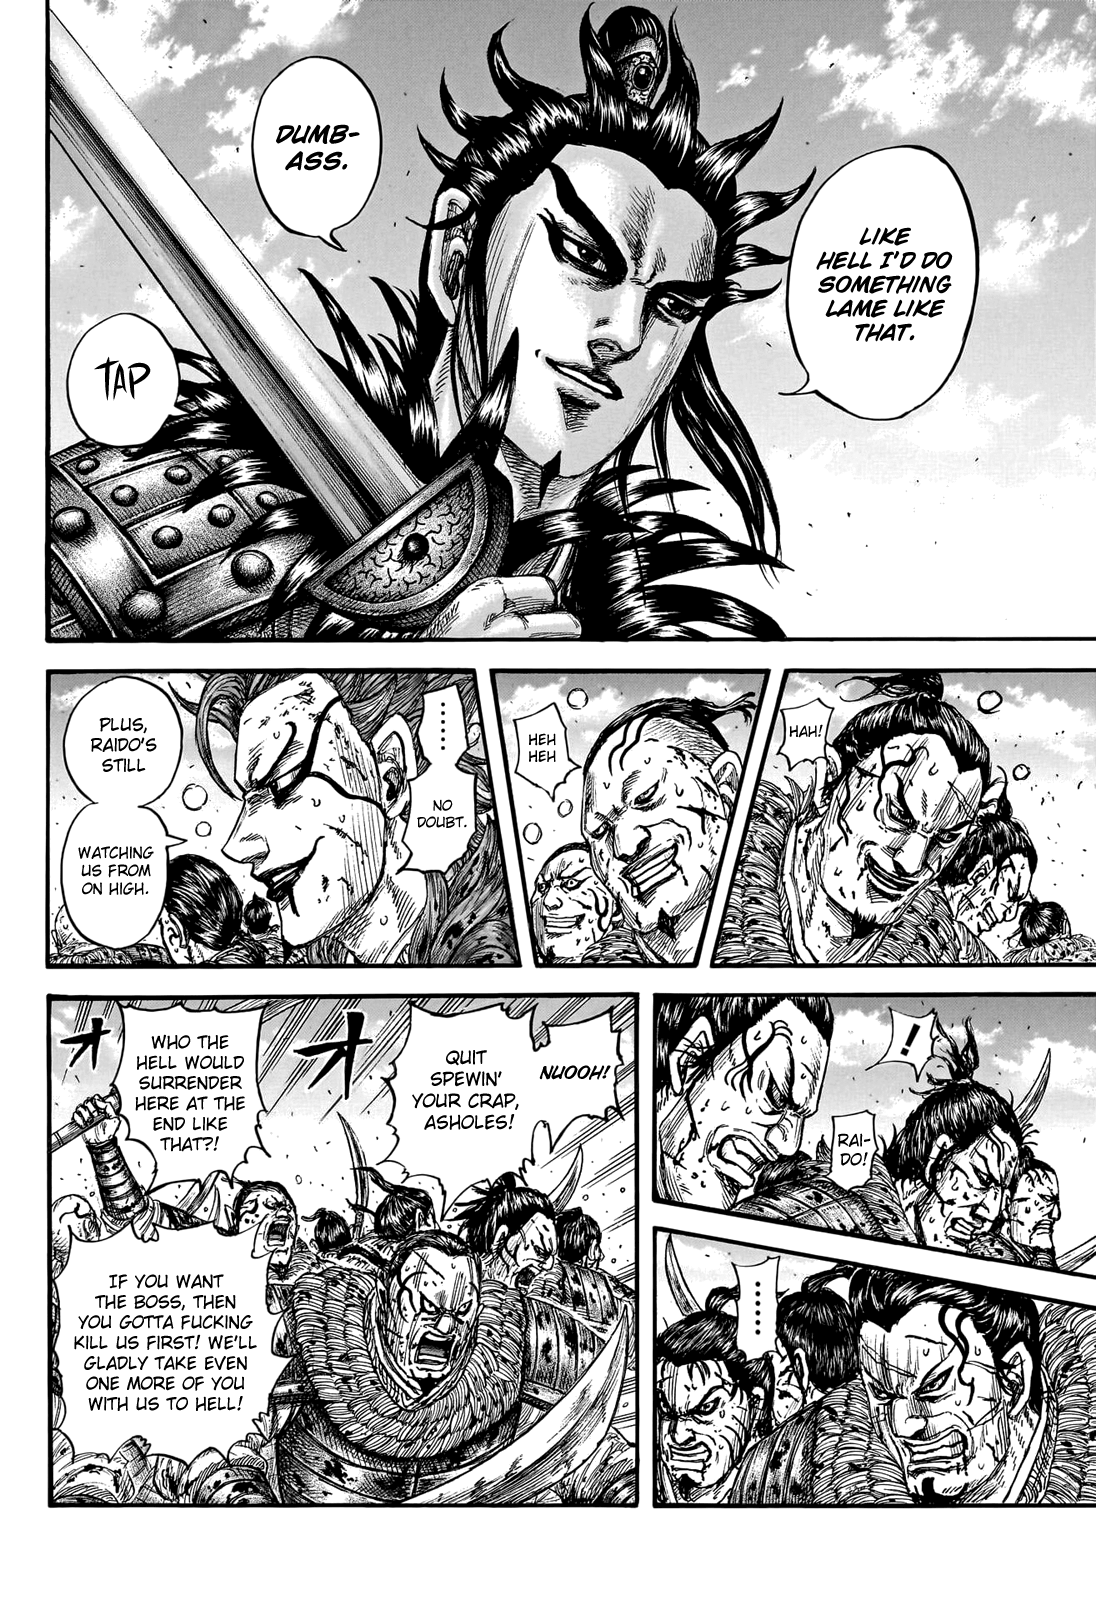 LIKE
HELL I'D DO
SOMETHING
LAME LIKE
THAT.
DUMB-
ASS.
TAP
HAH!
HEH
HEH
......
NO
DOUBT.
PLUS,
RAIDO'S
STILL
WATCHING
US FROM
ON HIGH.
!
RAI-
DO!
......
NUOOH!
QUIT
SPEWIN'
YOUR CRAP,
ASSHOLES!
オ
WHO THE
HELL WOULD
SURRENDER
HERE AT THE
END LIKE
THAT?!
オ
IF YOU WANT
THE BOSS, THEN
YOU GOTTA FUCKING
KILL US FIRST! WE'LL
GLADLY TAKE EVEN
ONE MORE OF YOU
WITH US TO HELL!